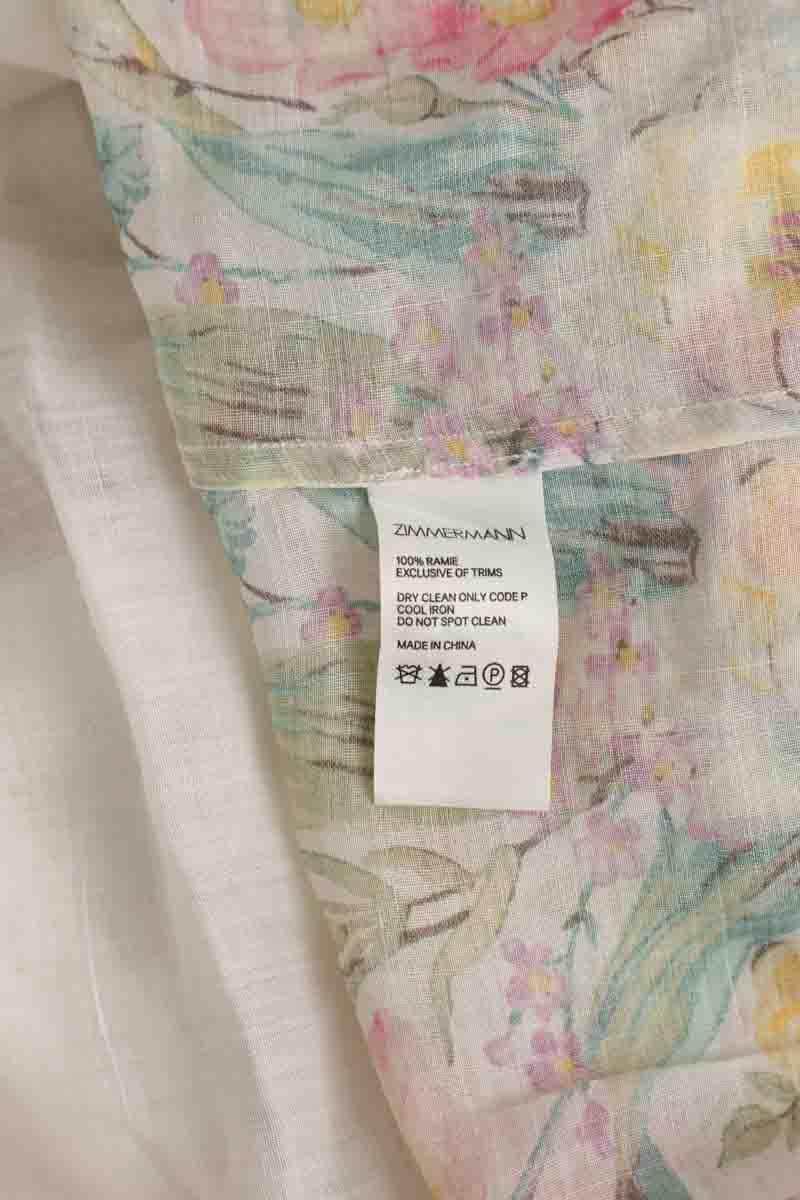 ZIMMERMANN
100% RAMIE
EXCLUSIVE OF TRIMS
DRY CLEAN ONLY CODE P
COOL IRON
DO NOT SPOT CLEAN
MADE IN CHINA
P